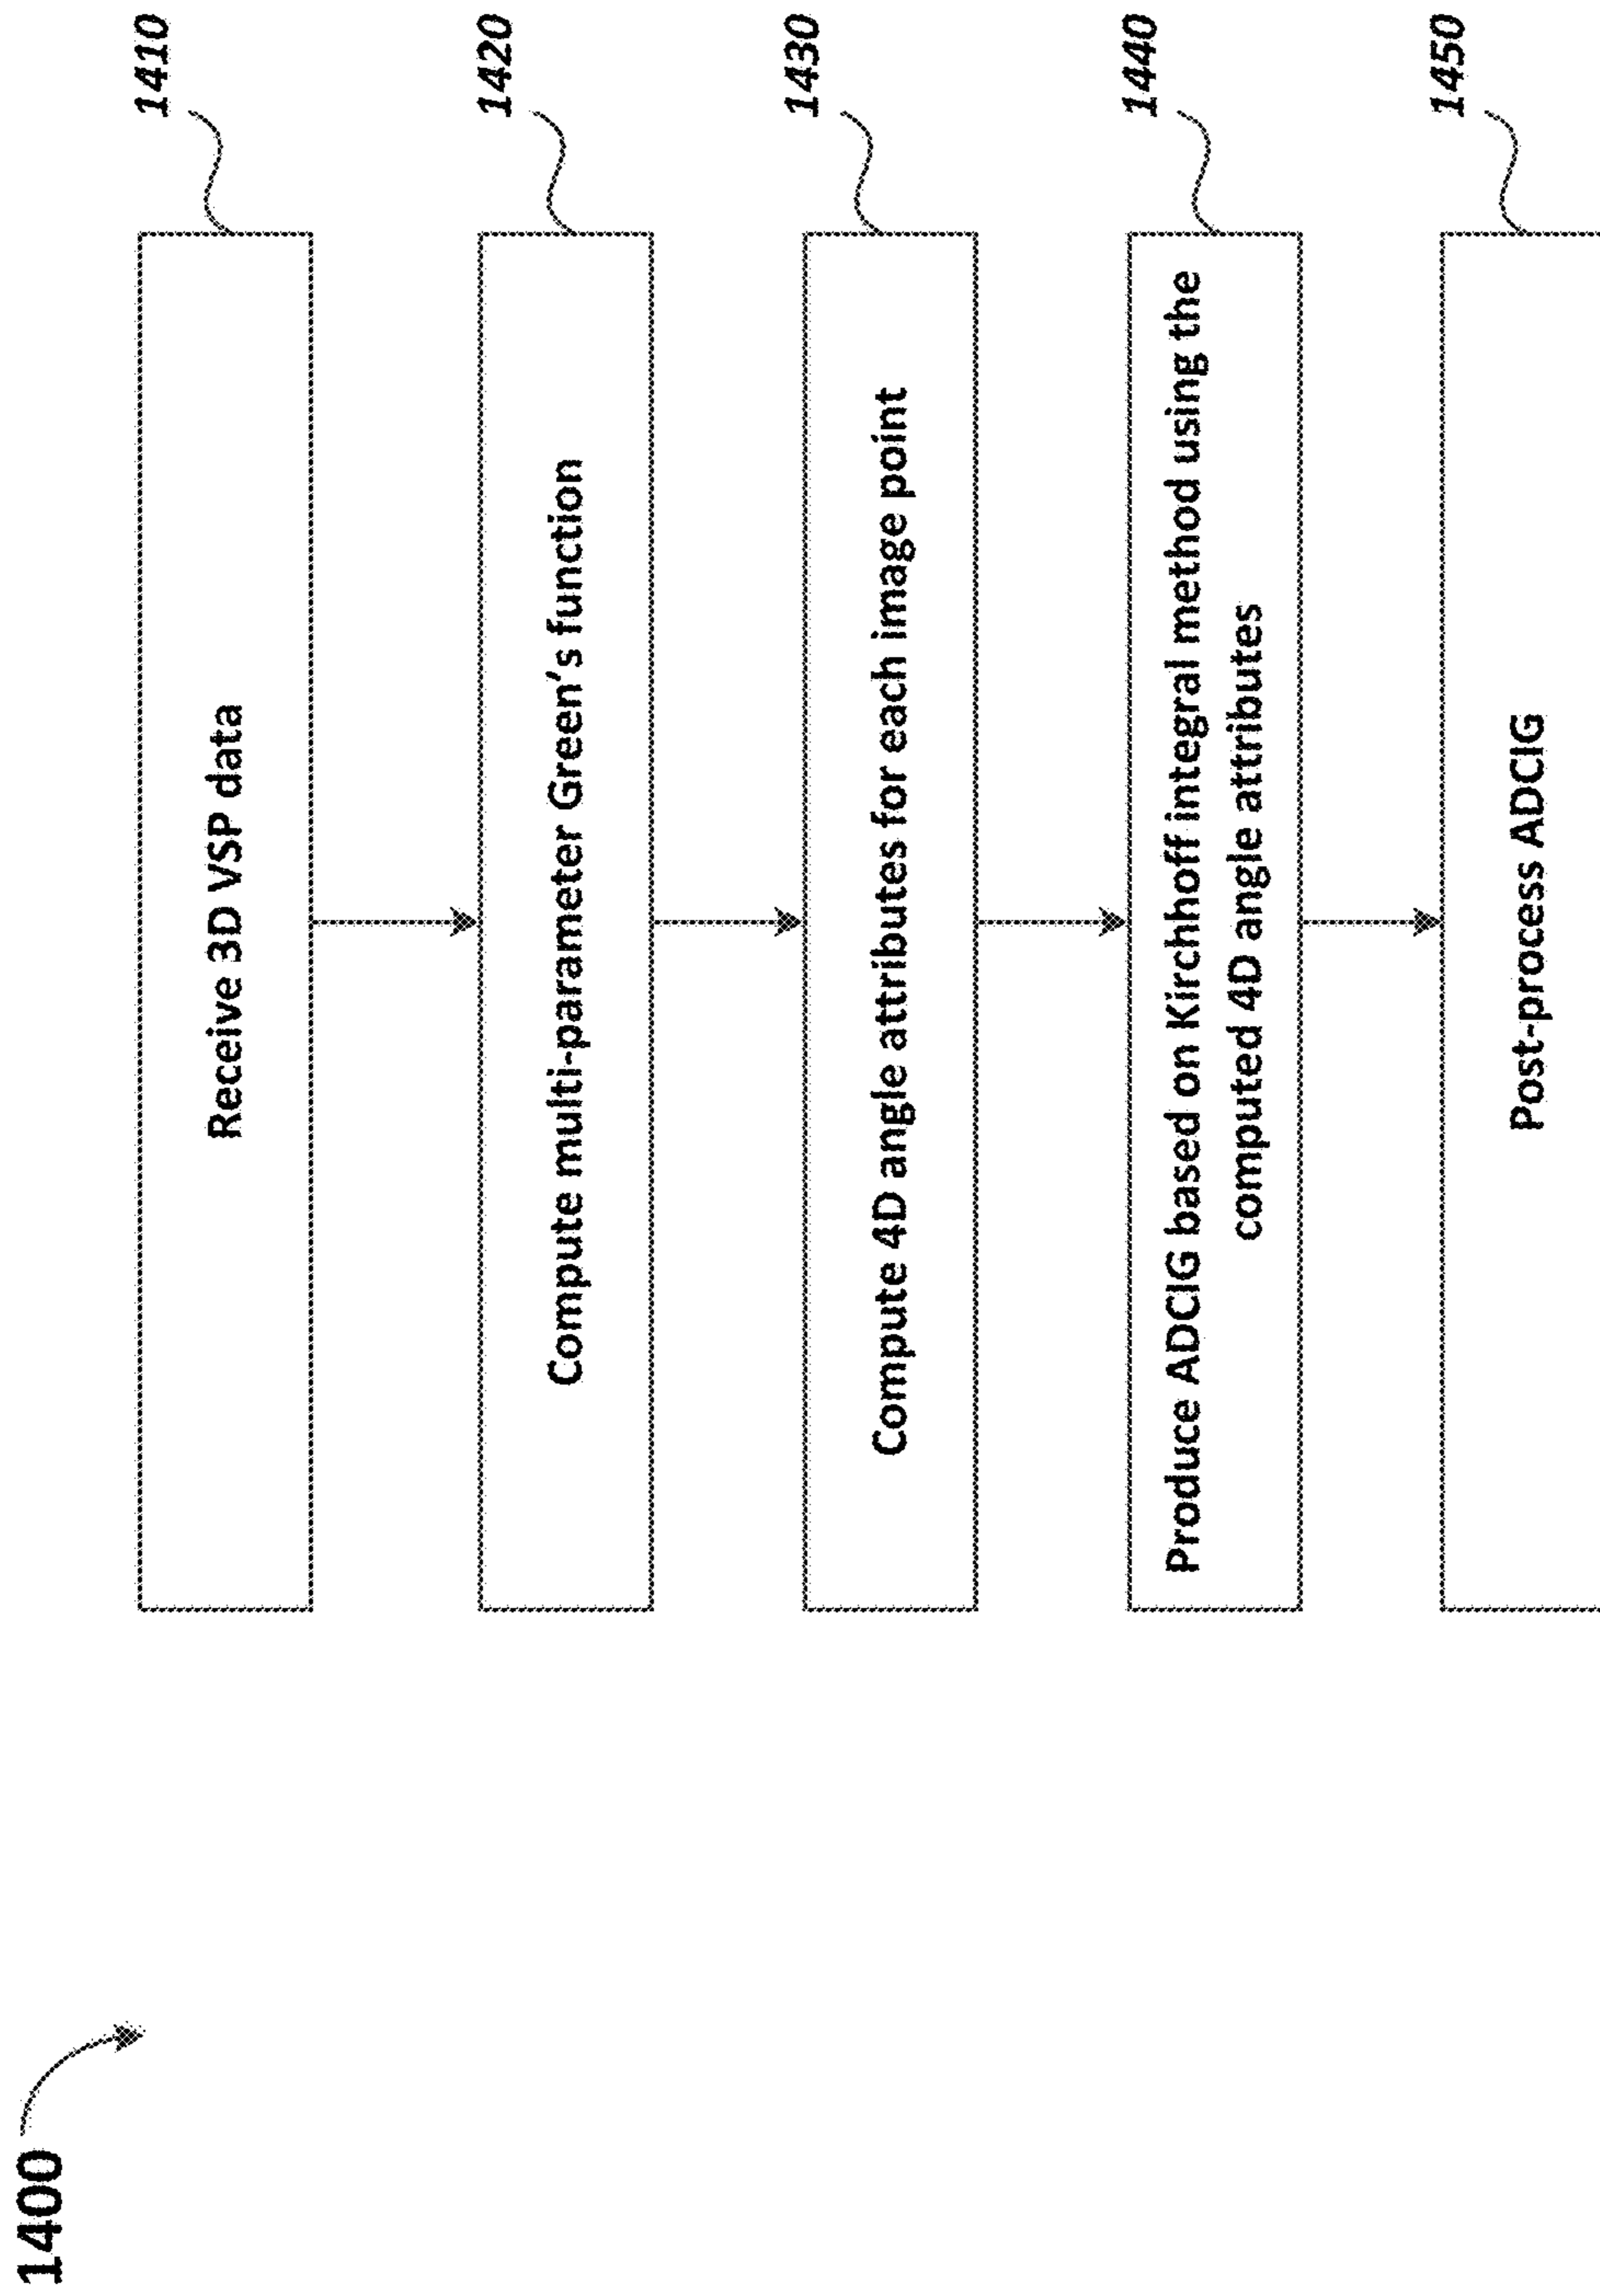 1400
Receive 3D VSP data
1410
Compute multi-parameter Green's function
1420
Compute 4D angle attributes for each image point
1430
Produce ADCIG based on Kirchhoff integral method using the
computed 4D angle attributes
1440
Post-process ADCIG
1450